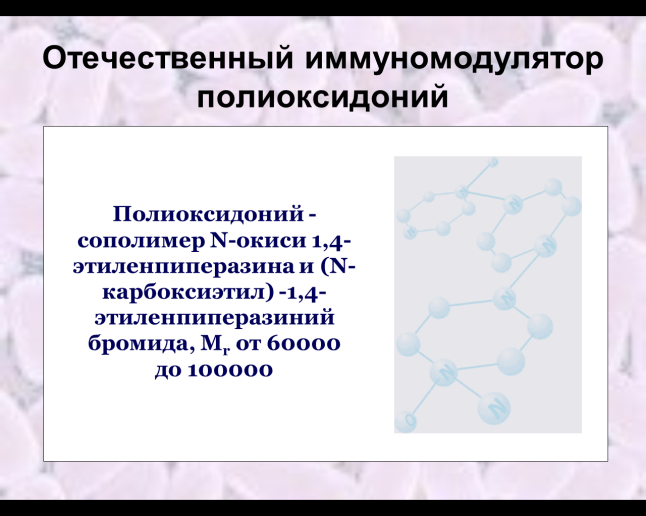 Отечественный иммуномодулятор
полиоксидоний
Полиоксидоний -
сополимер N-окиси 1,4-
этиленпиперазина и (N-
карбоксиэтил) -1,4-
этиленпиперазиний
бромида, Mr от 60000
до 100000
N
N
N
N
N
N
N
O